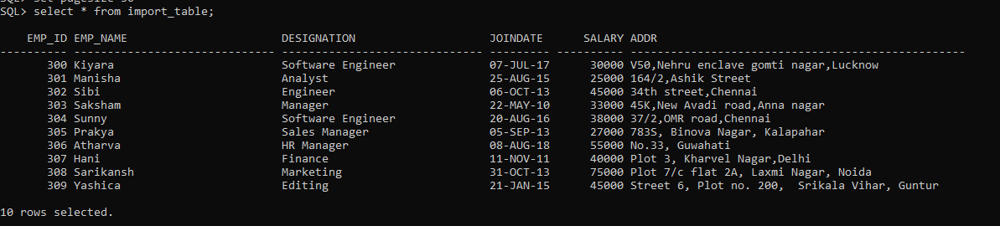 SQL> set pagesize 50
SQL> select * from import_table;
EMP_ID EMP_NAME DESIGNATION JOINDATE SALARY ADDR
---------- ------------------------------ ------------------------------ --------- ---------- --------------------------------------------------
300 Kiyara Software Engineer 07-JUL-17 30000 V50,Nehru enclave gomti nagar,Lucknow
301 Manisha Analyst 25-AUG-15 25000 164/2,Ashik Street
302 Sibi Engineer 06-OCT-13 45000 34th street,Chennai
303 Saksham Manager 22-MAY-10 33000 45K,New Avadi road,Anna nagar
304 Sunny Software Engineer 20-AUG-16 38000 37/2,OMR road,Chennai
305 Prakya Sales Manager 05-SEP-13 27000 783S, Binova Nagar, Kalapahar
306 Atharva HR Manager 08-AUG-18 55000 No.33, Guwahati
307 Hani Finance 11-NOV-11 40000 Plot 3, Kharvel Nagar,Delhi
308 Sarikansh Marketing 31-OCT-13 75000 Plot 7/c flat 2A, Laxmi Nagar, Noida
309 Yashica Editing 21-JAN-15 45000 Street 6, Plot no. 200,  Srikala Vihar, Guntur
10 rows selected.